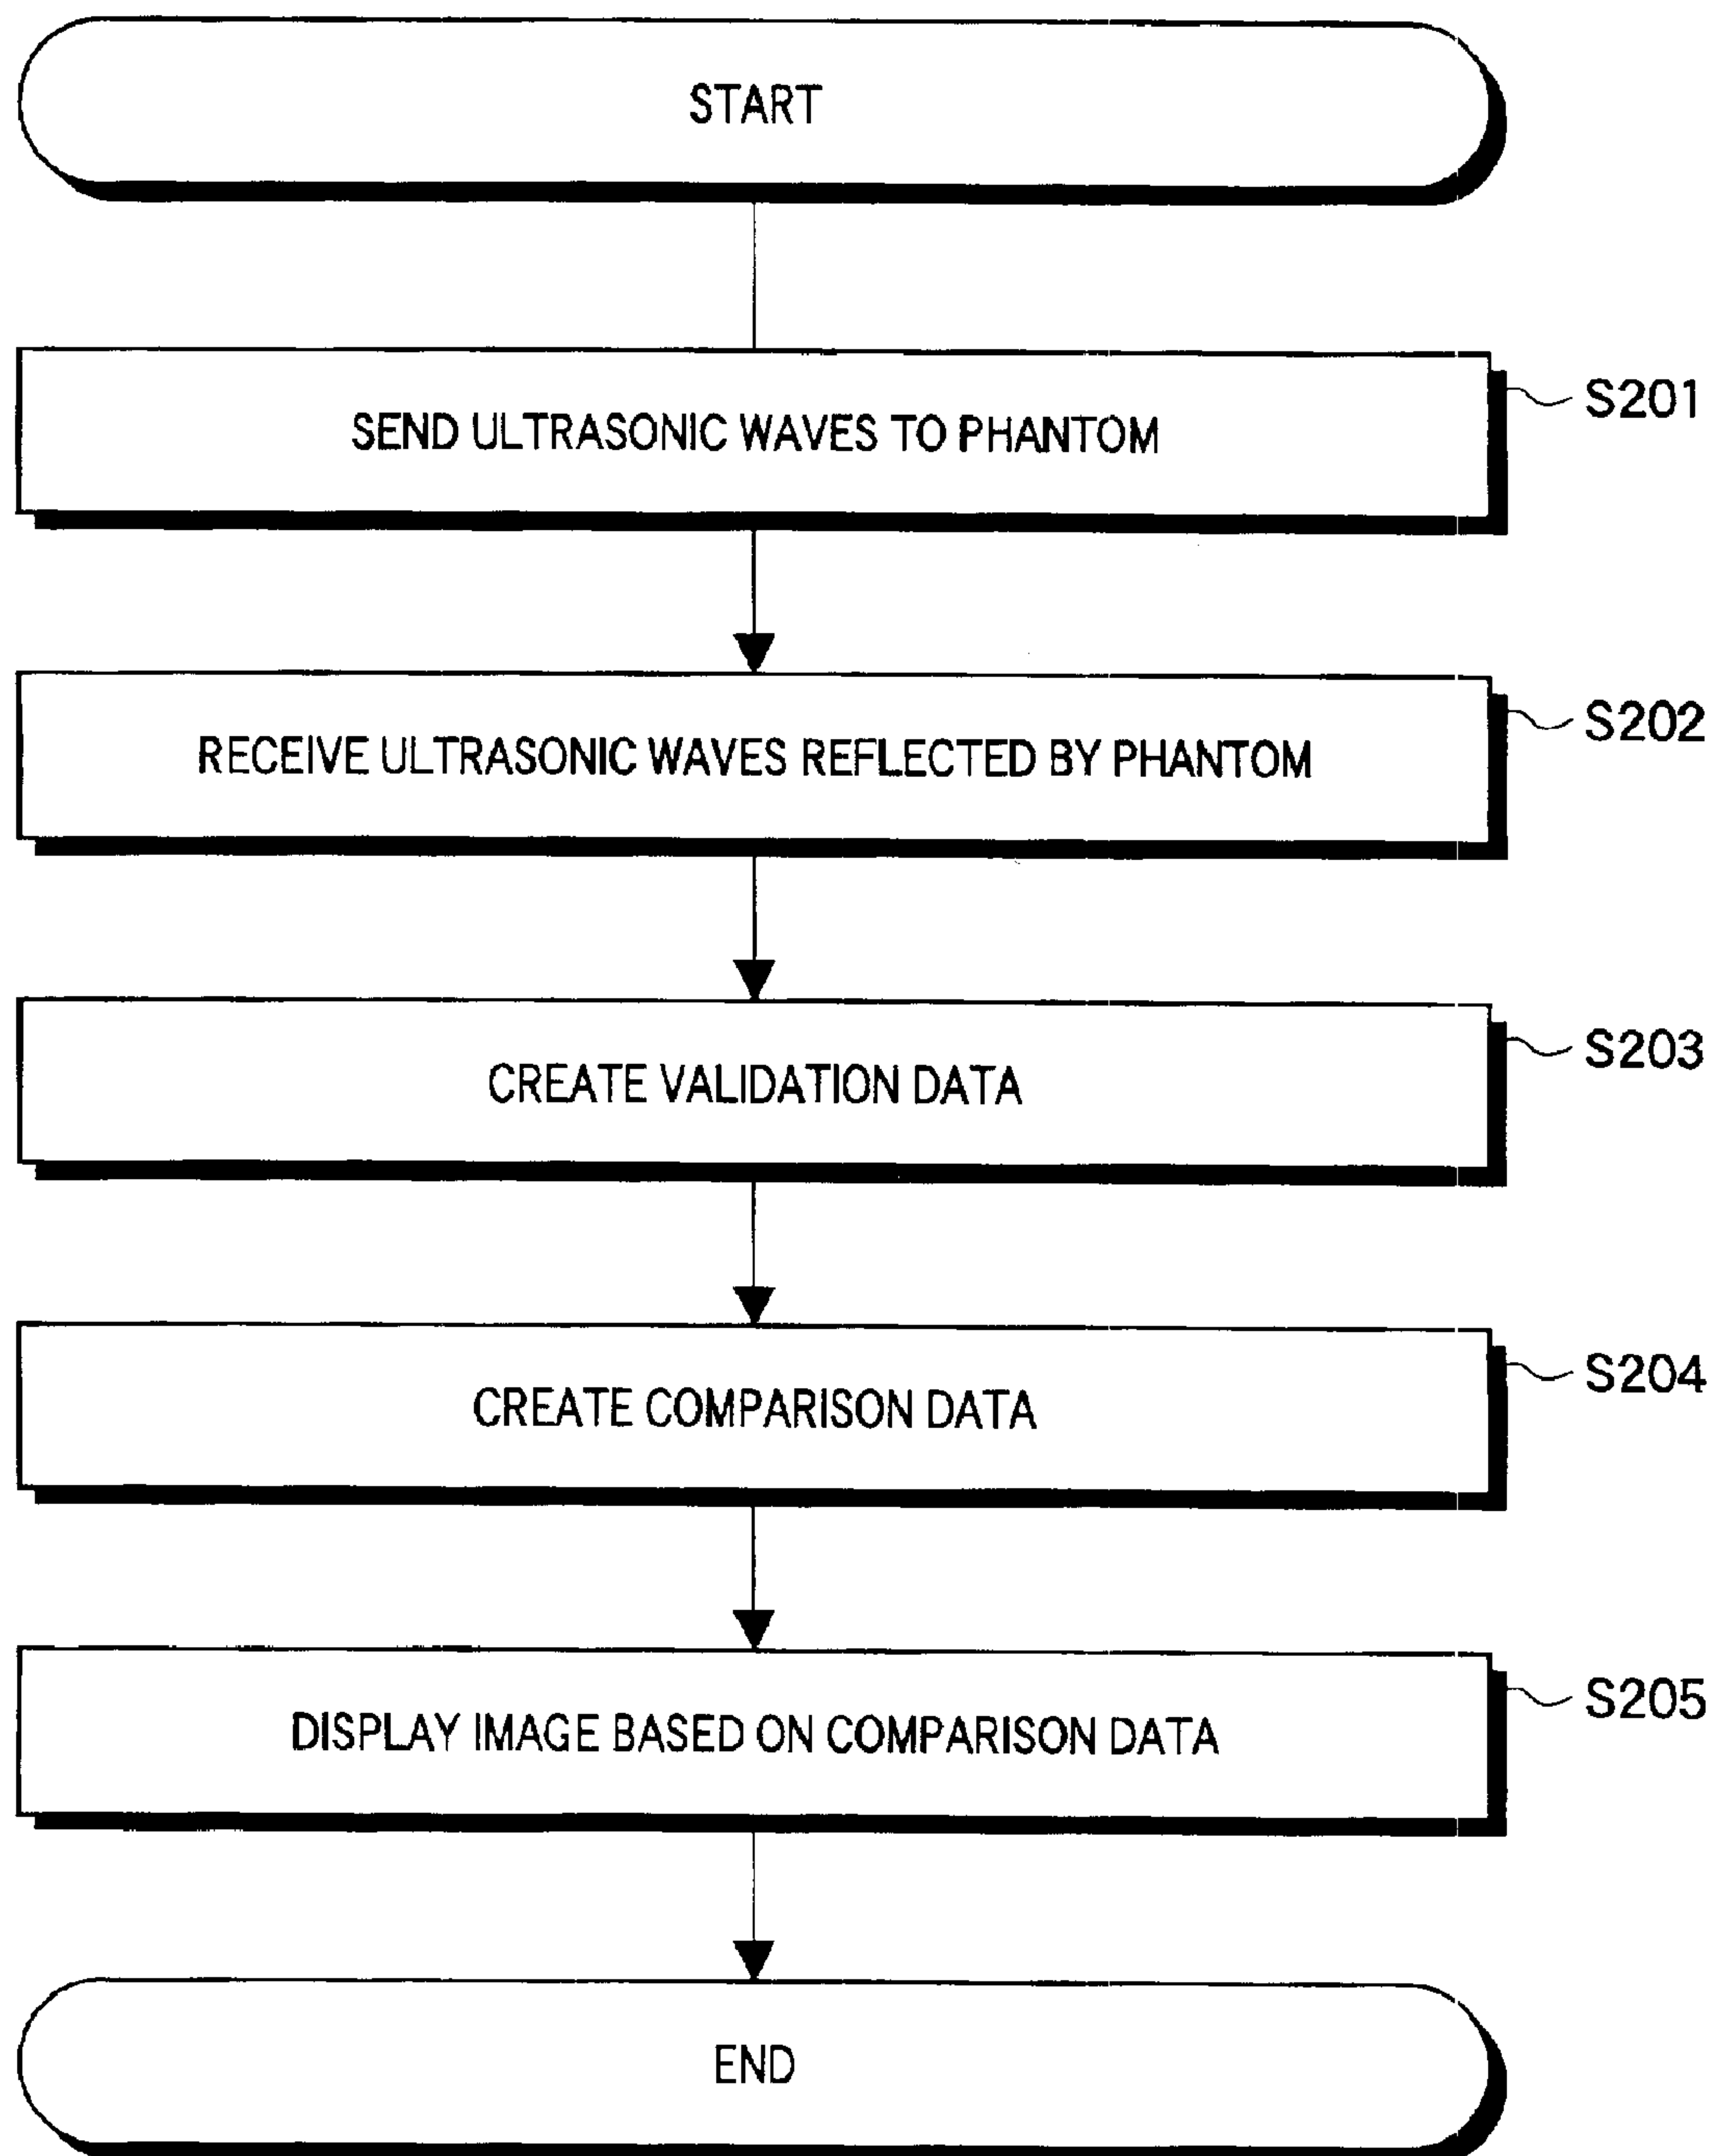 START
SEND ULTRASONIC WAVES TO PHANTOM
S201
RECEIVE ULTRASONIC WAVES REFLECTED BY PHANTOM
S202
CREATE VALIDATION DATA
S203
CREATE COMPARISON DATA
S204
DISPLAY IMAGE BASED ON COMPARISON DATA
S205
END